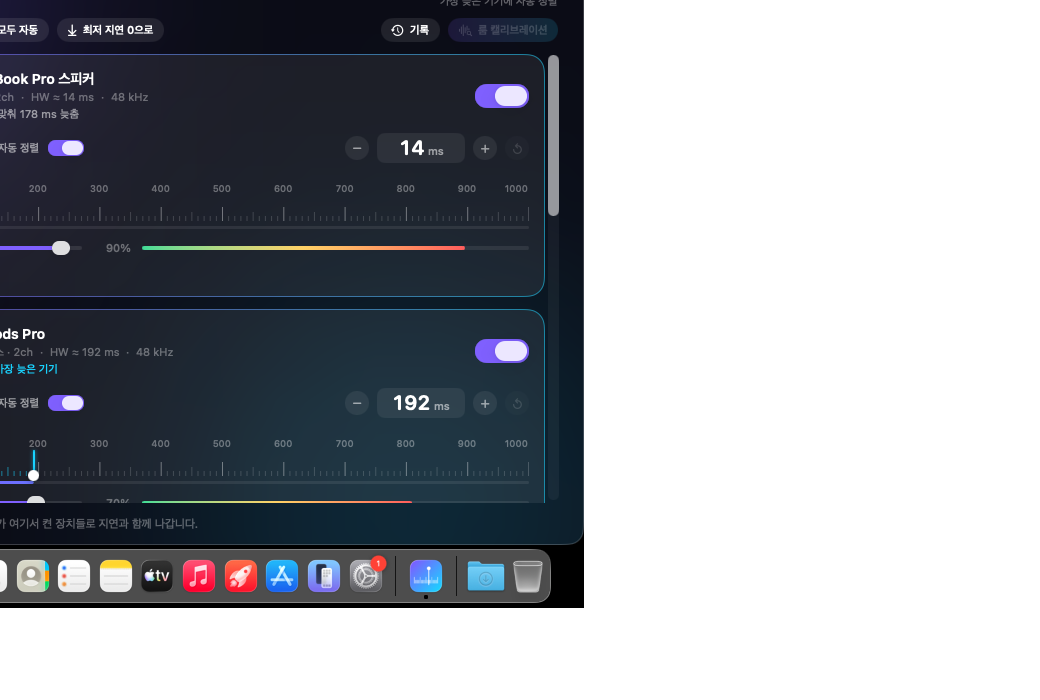 가장 늦은 기기에 자동 정렬
모두 자동 최저 지연 0으로 기록 룸 캘리브레이션
Book Pro 스피커
2ch · HW ≈ 14 ms · 48 kHz
맞춰 178 ms 늦춤
자동 정렬 − 14 ms +
200 300 400 500 600 700 800 900 1000
90%
ods Pro
· 2ch · HW ≈ 192 ms · 48 kHz
가장 늦은 기기
자동 정렬 − 192 ms +
200 300 400 500 600 700 800 900 1000
70%
가 여기서 켠 장치들로 지연과 함께 나갑니다.
tv 1